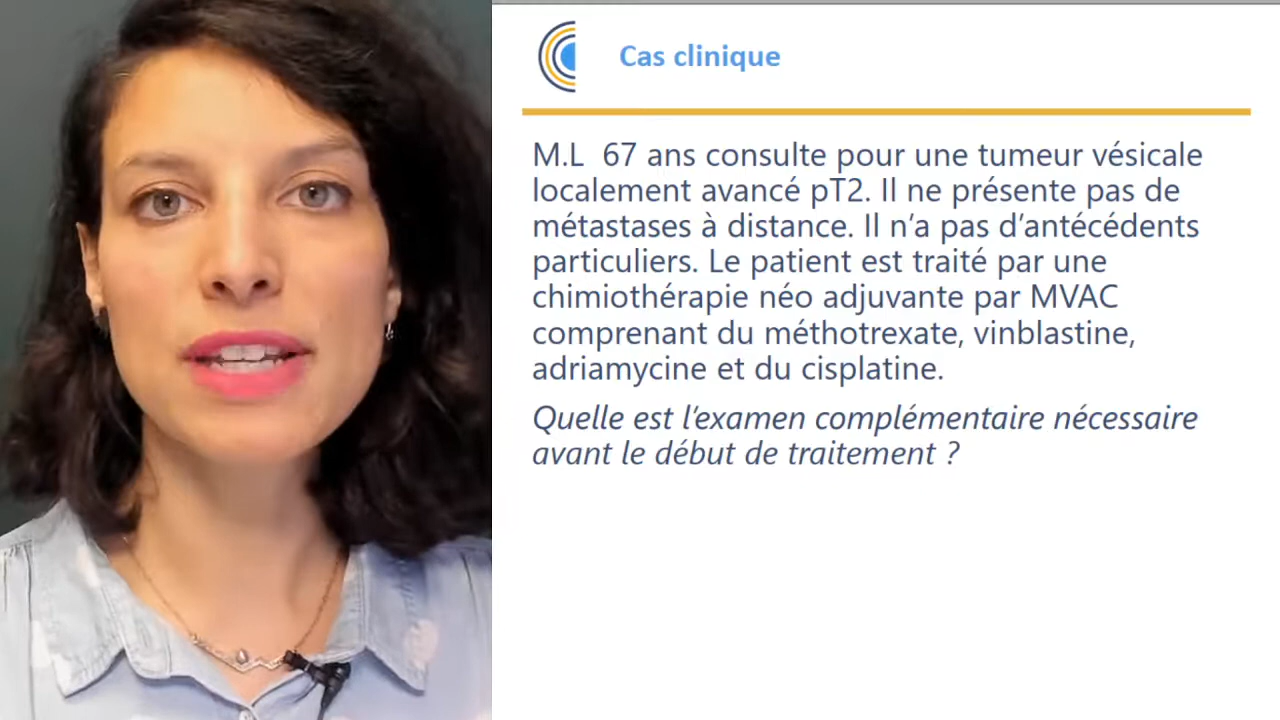 Cas clinique
M.L 67 ans consulte pour une tumeur vésicale
localement avancé pT2. Il ne présente pas de
métastases à distance. Il n’a pas d’antécédents
particuliers. Le patient est traité par une
chimiothérapie néo adjuvante par MVAC
comprenant du méthotrexate, vinblastine,
adriamycine et du cisplatine.
Quelle est l’examen complémentaire nécessaire
avant le début de traitement ?